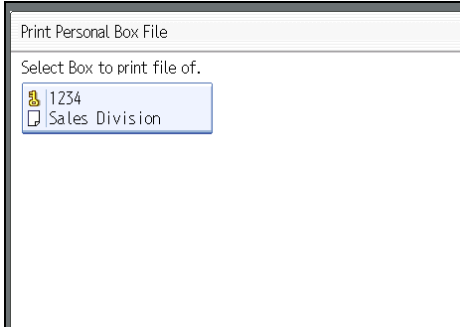 Print Personal Box File
Select Box to print file of.
1234
Sales Division